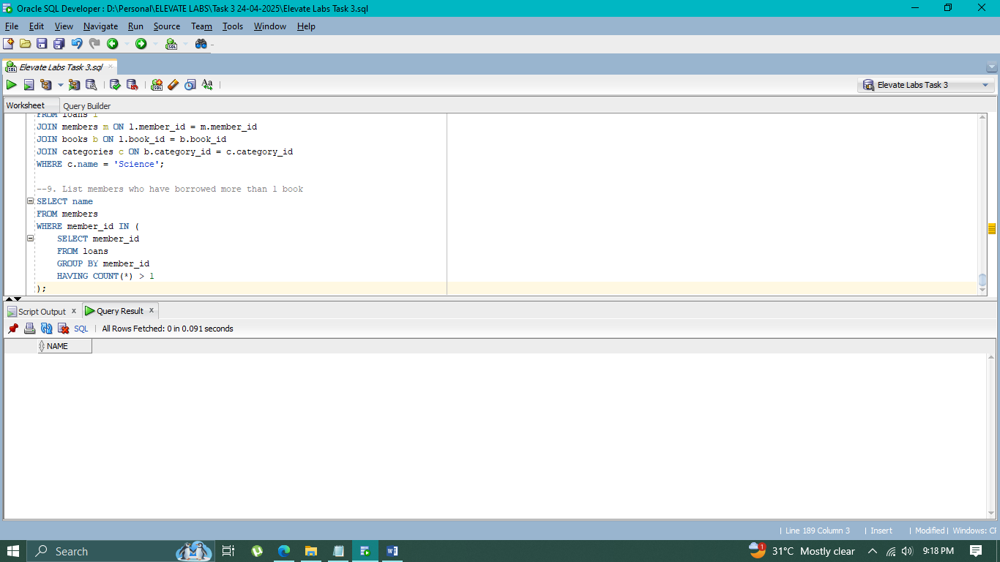 Oracle SQL Developer : D:\Personal\ELEVATE LABS\Task 3 24-04-2025\Elevate Labs Task 3.sql
File Edit View Navigate Run Source Team Tools Window Help
Elevate Labs Task 3.sql
Elevate Labs Task 3
Worksheet Query Builder
FROM loans l
JOIN members m ON l.member_id = m.member_id
JOIN books b ON l.book_id = b.book_id
JOIN categories c ON b.category_id = c.category_id
WHERE c.name = 'Science';
--9. List members who have borrowed more than 1 book
SELECT name
FROM members
WHERE member_id IN (
SELECT member_id
FROM loans
GROUP BY member_id
HAVING COUNT(*) > 1
);
Script Output x Query Result x
SQL | All Rows Fetched: 0 in 0.091 seconds
NAME
| Line 189 Column 3 | Insert | Modified | Windows: CF
Search 1 31°C Mostly clear 9:18 PM